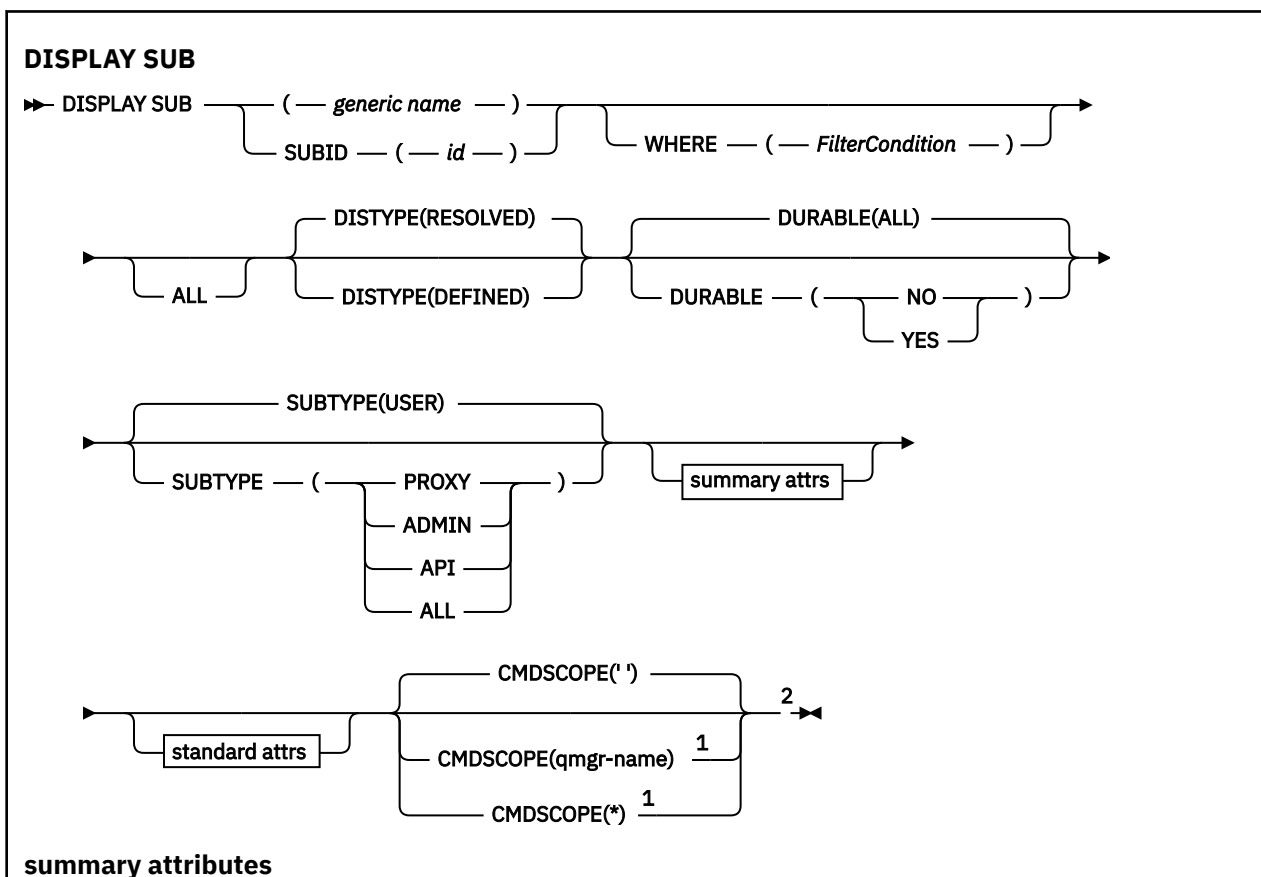 DISPLAY SUB
DISPLAY SUB ( generic name )
SUBID ( id )
WHERE ( FilterCondition )
ALL
DISTYPE(RESOLVED)
DISTYPE(DEFINED)
DURABLE(ALL)
DURABLE ( NO )
YES
SUBTYPE(USER)
SUBTYPE ( PROXY )
ADMIN
API
ALL
summary attrs
standard attrs
CMDSCOPE(' ')
CMDSCOPE(qmgr-name) 1
CMDSCOPE(*) 1
2
summary attributes